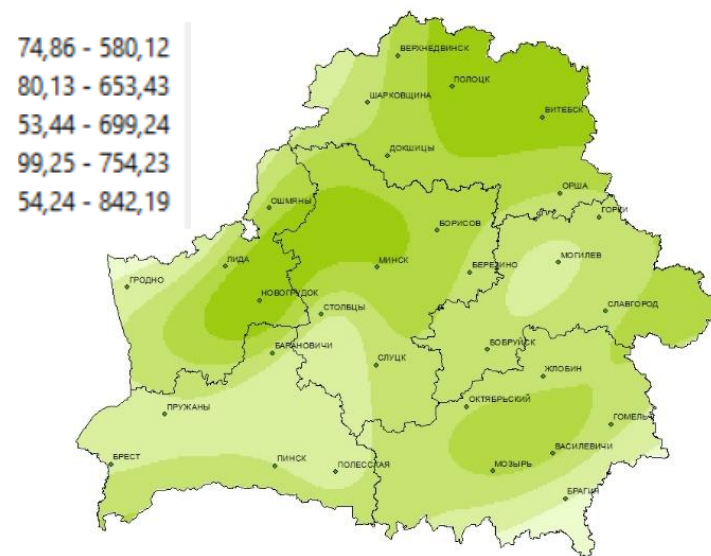 74,86 - 580,12
80,13 - 653,43
53,44 - 699,24
99,25 - 754,23
54,24 - 842,19
ВЕРХНЕДВИНСК
ПОЛОЦК
ШАРКОВЩИНА
ВИТЕБСК
ДОКШИЦЫ
ОРША
ОШМЯНЫ
ГОРКИ
БОРИСОВ
МОГИЛЕВ
ЛИДА
МИНСК
БЕРЕЗИНО
ГРОДНО
НОВОГРУДОК
СЛАВГОРОД
СТОЛБЦЫ
БОБРУЙСК
БАРАНОВИЧИ
СЛУЦК
ЖЛОБИН
ПРУЖАНЫ
ОКТЯБРЬСКИЙ
ГОМЕЛЬ
ВАСИЛЕВИЧИ
БРЕСТ
ПИНСК
ПОЛЕССКАЯ
МОЗЫРЬ
БРАГИН